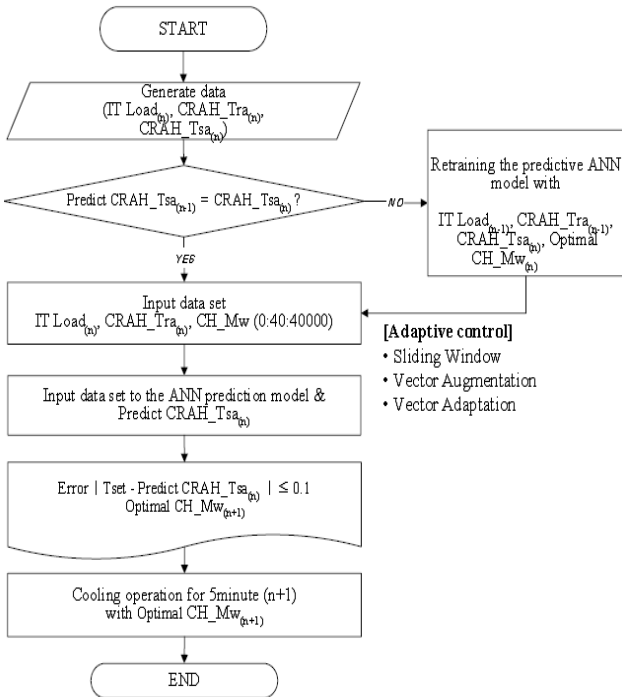 START
Generate data
(IT Load(n), CRAH_Tra(n),
CRAH_Tsa(n))
Predict CRAH_Tsa(n-1) = CRAH_Tsa(n) ?
NO
Retraining the predictive ANN
model with
IT Load(n-1), CRAH_Tra(n-1),
CRAH_Tsa(n), Optimal
CH_Mw(n)
YES
Input data set
IT Load(n), CRAH_Tra(n), CH_Mw (0:40:40000)
[Adaptive control]
• Sliding Window
• Vector Augmentation
• Vector Adaptation
Input data set to the ANN prediction model &
Predict CRAH_Tsa(n)
Error | Tset - Predict CRAH_Tsa(n) | ≤ 0.1
Optimal CH_Mw(n+1)
Cooling operation for 5minute (n+1)
with Optimal CH_Mw(n+1)
END